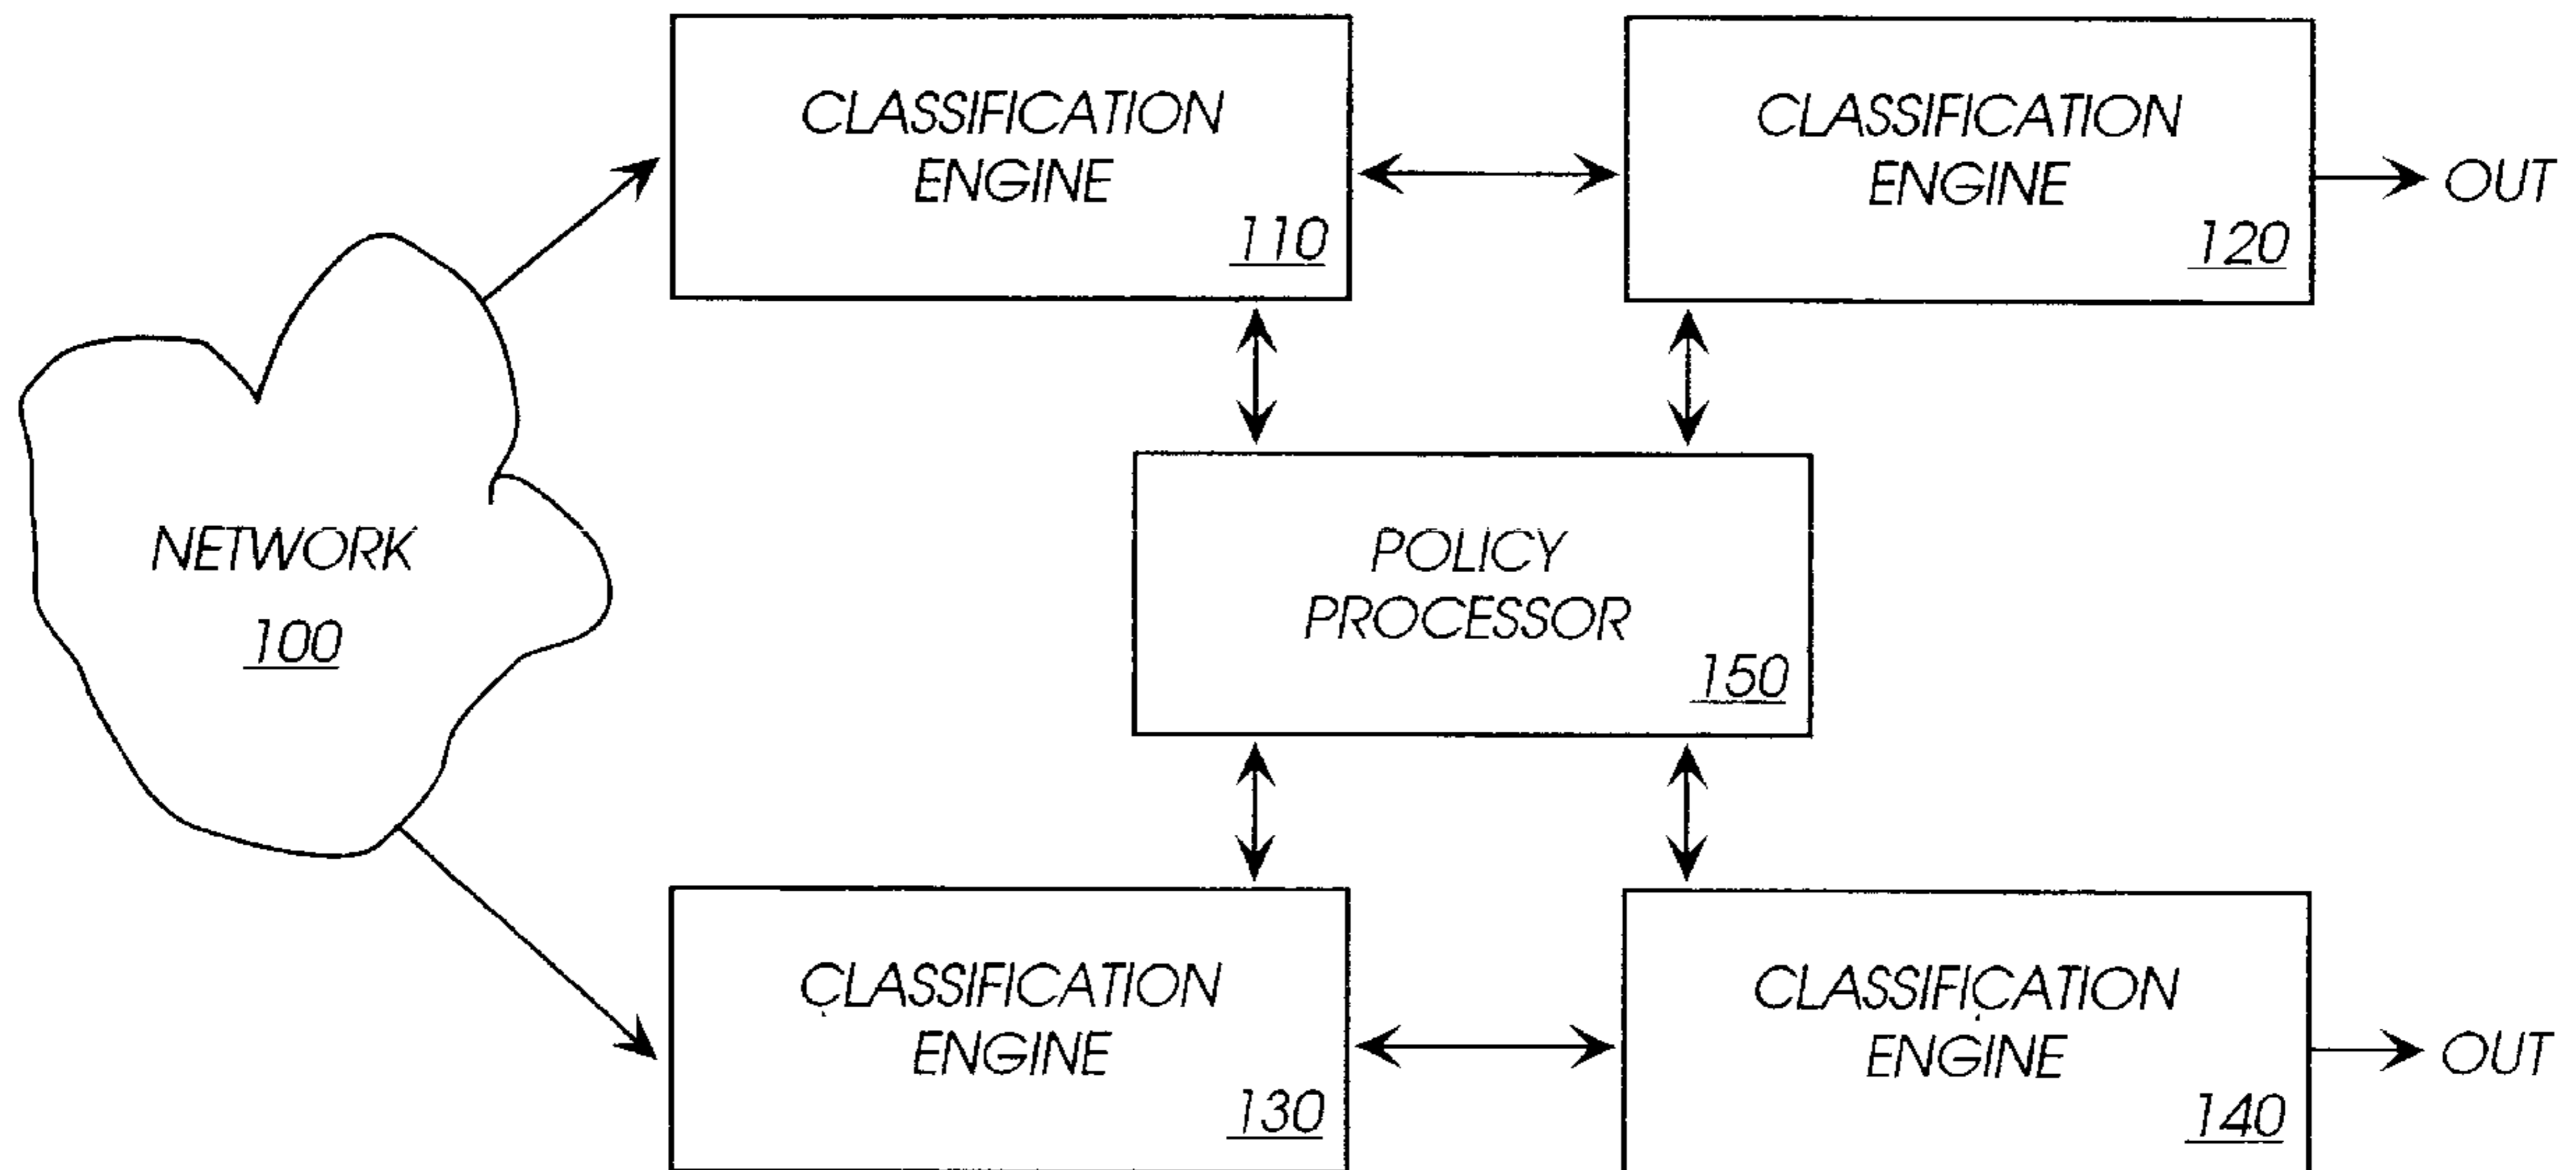 CLASSIFICATION
ENGINE
110
CLASSIFICATION
ENGINE
120
OUT
NETWORK
100
POLICY
PROCESSOR
150
CLASSIFICATION
ENGINE
130
CLASSIFICATION
ENGINE
140
OUT